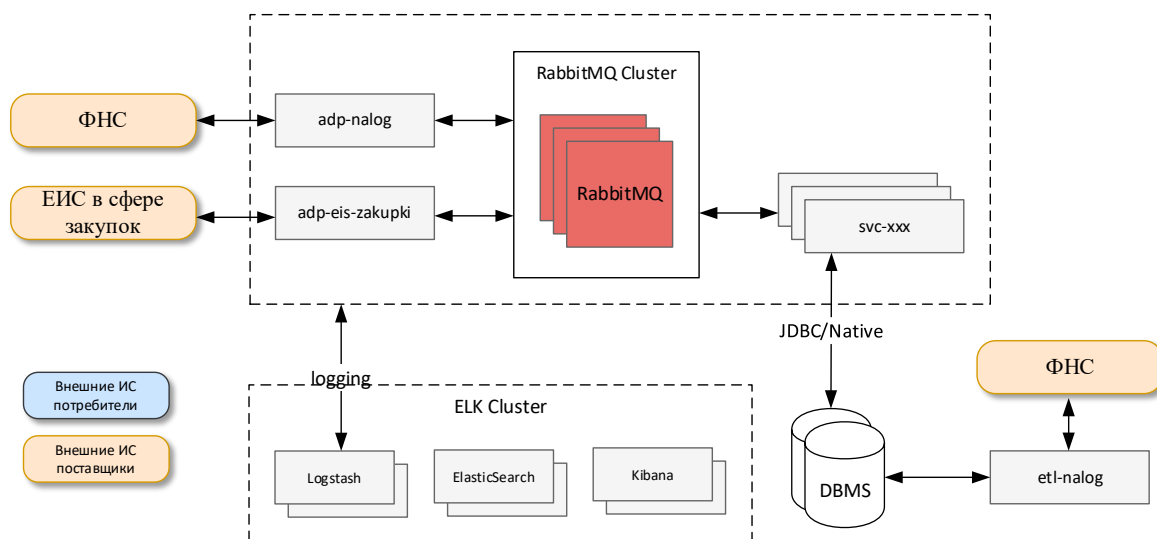 RabbitMQ Cluster
ФНС
adp-nalog
RabbitMQ
ЕИС в сфере
закупок
adp-eis-zakupki
svc-xxx
JDBC/Native
ФНС
logging
Внешние ИС
потребители
ELK Cluster
Внешние ИС
поставщики
Logstash
ElasticSearch
Kibana
DBMS
etl-nalog